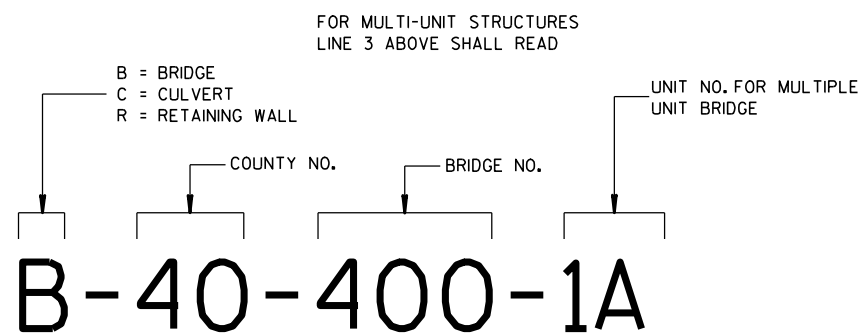 FOR MULTI-UNIT STRUCTURES
LINE 3 ABOVE SHALL READ
B = BRIDGE
C = CULVERT
R = RETAINING WALL
UNIT NO. FOR MULTIPLE
UNIT BRIDGE
COUNTY NO.
BRIDGE NO.
B-40-400-1A